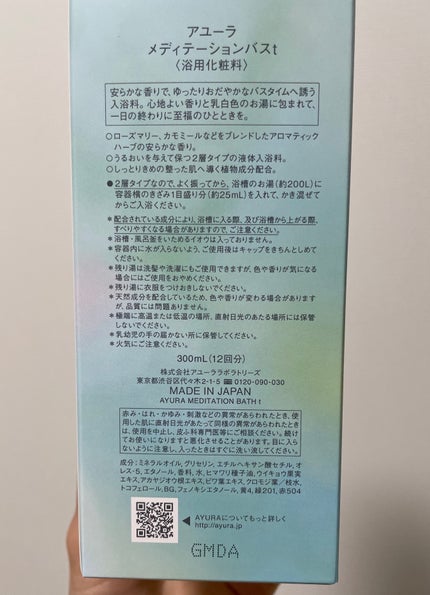 アユーラ
メディテーションバスt
〈浴用化粧料〉
安らかな香りで、ゆったりおだやかなバスタイムへ誘う
入浴料。心地よい香りと乳白色のお湯に包まれて、
一日の終わりに至福のひとときを。
○ローズマリー、カモミールなどをブレンドしたアロマティック
ハーブの安らかな香り。
○うるおいを与えて保つ2層タイプの液体入浴料。
○しっとりきめの整った肌へ導く植物成分配合。
●2層タイプなので、よく振ってから、浴槽のお湯(約200L)に
容器横のきざみ1目盛り分(約25mL)を入れて、かき混ぜて
からご入浴ください。
*配合されている成分により、浴槽に入る際、及び浴槽から上がる際、
すべりやすくなる場合がありますので、ご注意ください。
*浴槽・風呂釜をいためるイオウは入っておりません。
*容器内に水が入らないよう、ご使用後はキャップをきちんとしめて
ください。
*残り湯は洗髪や洗濯にもご使用できますが、色や香りが気になる
場合にはご使用をおやめください。
*残り湯に衣服をつけおきしないでください。
*天然成分を配合しているため、色や香りが変わる場合があります
が、品質には問題ありません。
*極端に高温または低温の場所、直射日光のあたる場所には保管
しないでください。
*乳幼児の手の届かない所に保管してください。
*火気にご注意ください。
300mL(12回分)
株式会社アユーララボラトリーズ
東京都渋谷区代々木2-1-5 0120-090-030
MADE IN JAPAN
AYURA MEDITATION BATH t
赤み・はれ・かゆみ・刺激などの異常があらわれたとき、使
用した肌に直射日光があたって同様の異常があらわれたとき
は、使用を中止し、皮ふ科専門医等にご相談ください。続け
てお使いになりますと悪化することがあります。目に入ら
ないように注意し、入ったときはすぐに洗い流してください。
成分:ミネラルオイル、グリセリン、エチルヘキサン酸セチル、オ
レス-5、エタノール、香料、水、ヒマワリ種子油、ウイキョウ果実
エキス、アカヤジオウ根エキス、ビワ葉エキス、クロモジ葉/枝水、
トコフェロール、BG、フェノキシエタノール、黄4、緑201、赤504
AYURAについてもっと詳しく
http://ayura.jp
GMDA